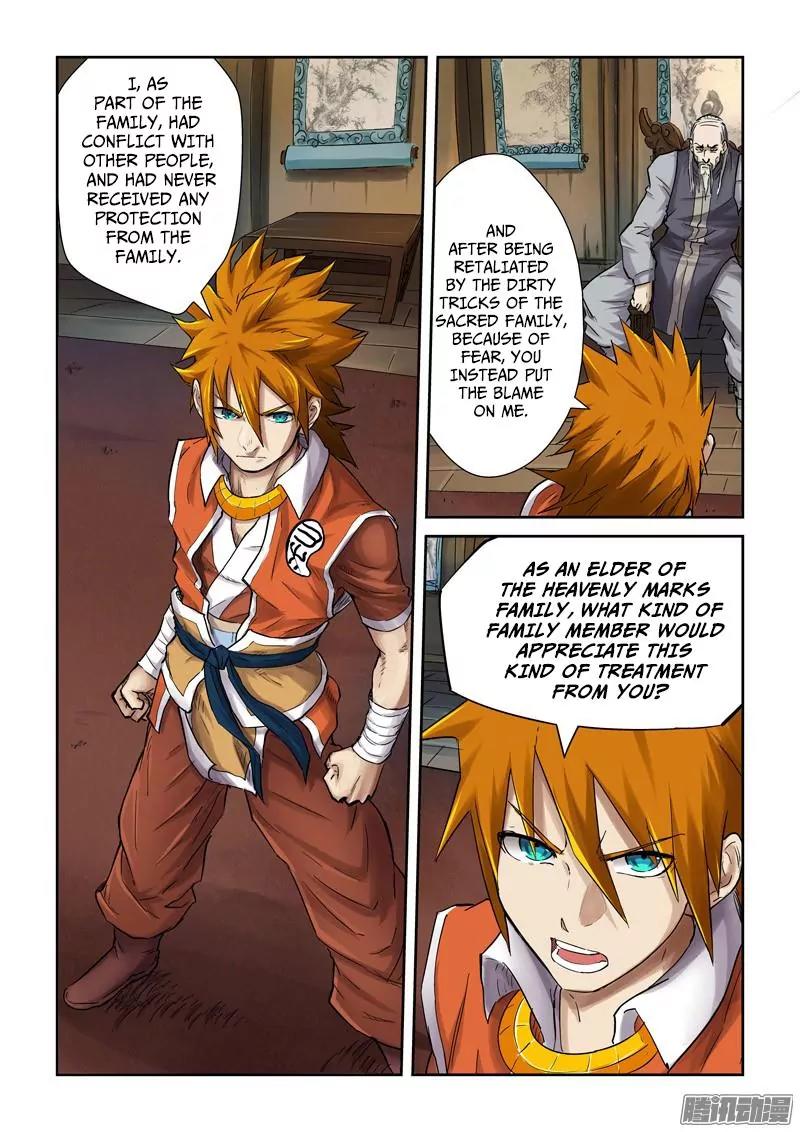 I, AS
PART OF THE
FAMILY, HAD
CONFLICT WITH
OTHER PEOPLE,
AND HAD NEVER
RECEIVED ANY
PROTECTION
FROM THE
FAMILY.
AND
AFTER BEING
RETALIATED
BY THE DIRTY
TRICKS OF THE
SACRED FAMILY,
BECAUSE OF
FEAR, YOU
INSTEAD PUT
THE BLAME
ON ME.
AS AN ELDER OF
THE HEAVENLY MARKS
FAMILY, WHAT KIND OF
FAMILY MEMBER WOULD
APPRECIATE THIS
KIND OF TREATMENT
FROM YOU?
腾讯动漫